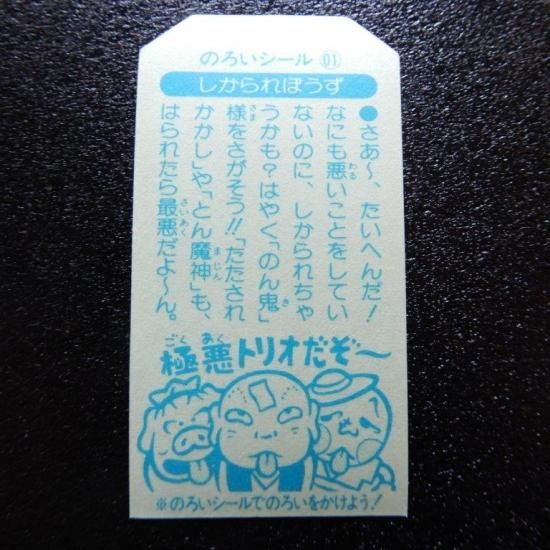 のろいシール 01
しかられぼうず
●さあ〜、たいへんだ!
なにも悪いことをしてい
ないのに、しかられちゃ
うかも?はやく「のん鬼」
様をさがそう!!「たたされ
かかし」や「とん魔神」も、
はられたら最悪だよ〜ん。
極悪トリオだぞ〜
※のろいシールでのろいをかけよう!